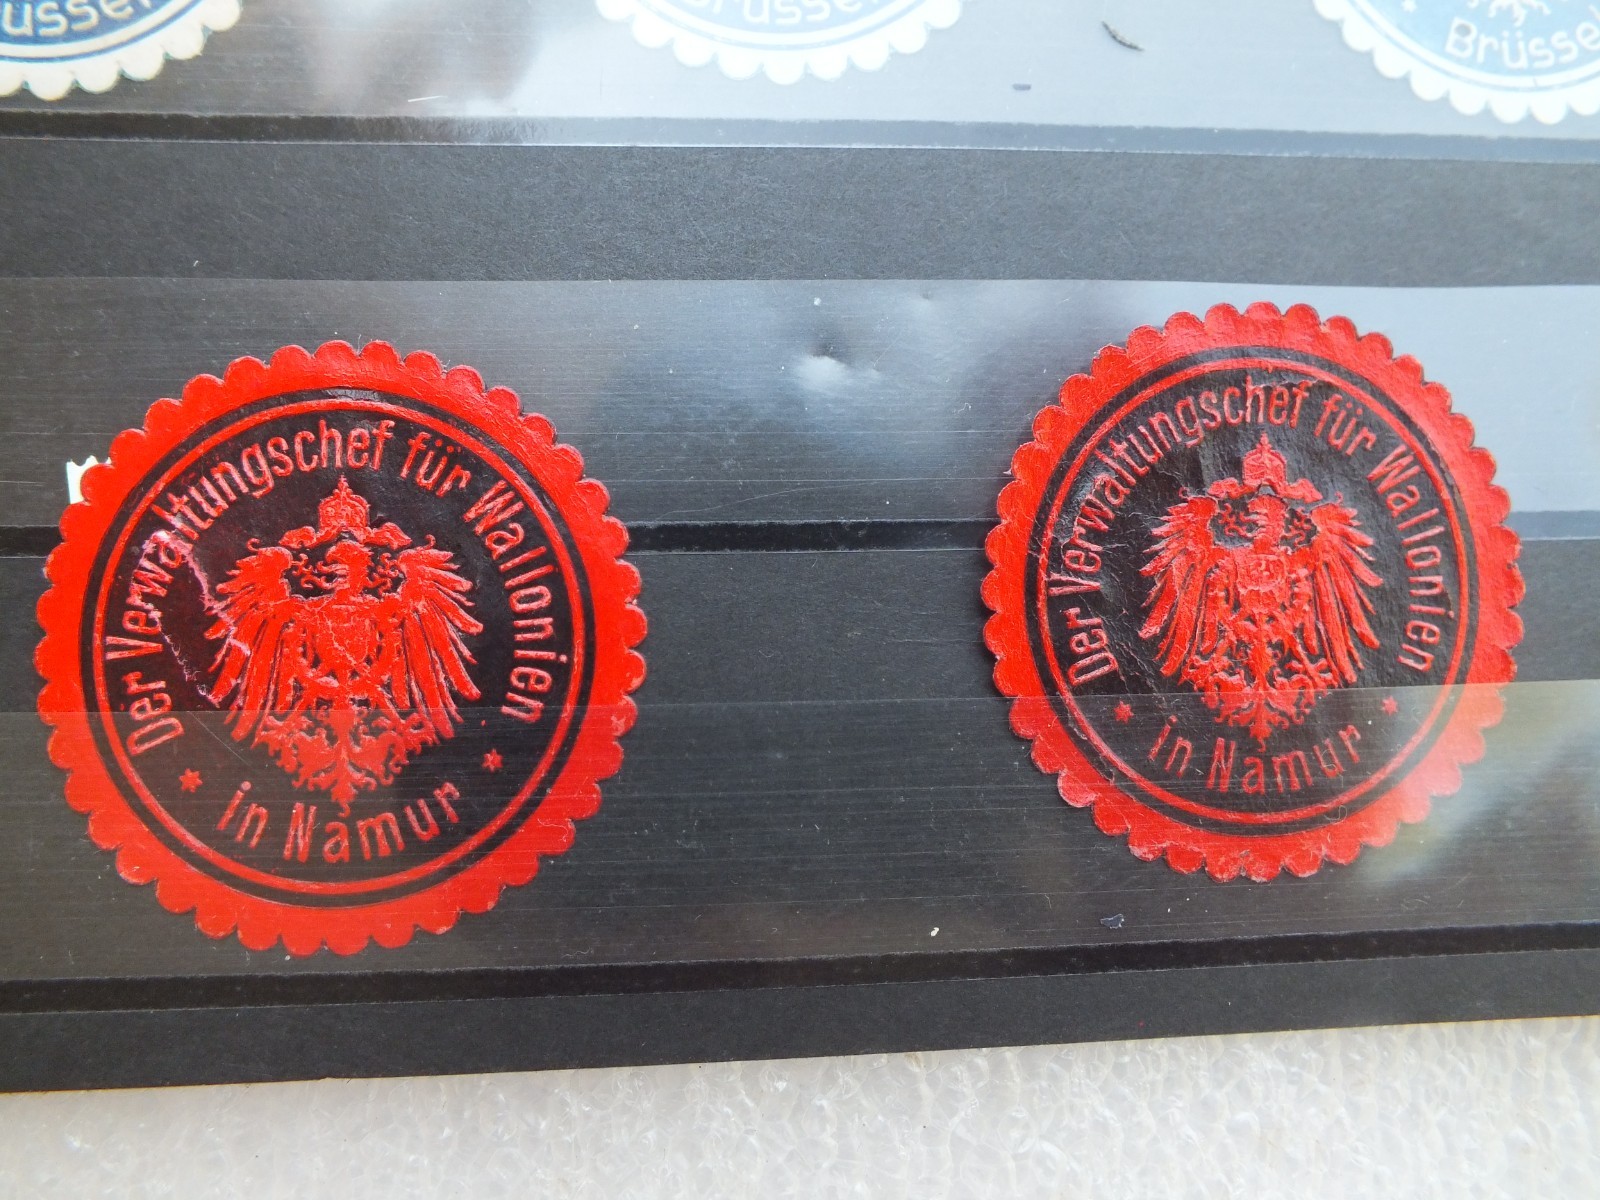 Brüssel
Der Verwaltungschef für Wallonien
* in Namur *
Der Verwaltungschef für Wallonien
* in Namur *